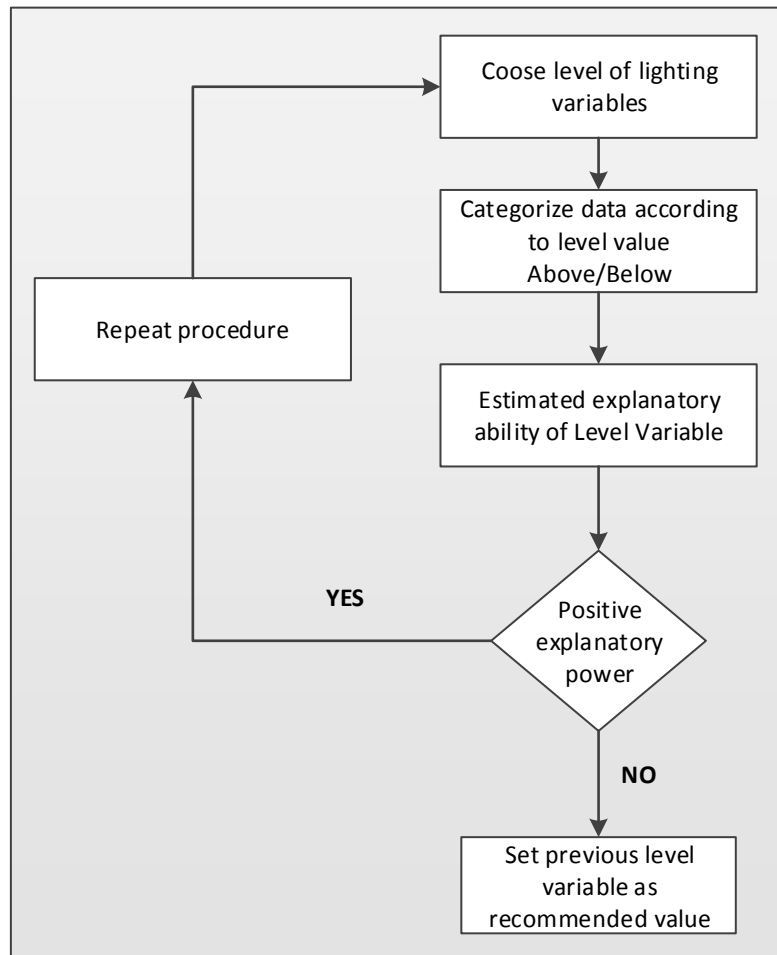 Coose level of lighting
variables
Categorize data according
to level value
Above/Below
Repeat procedure
Estimated explanatory
ability of Level Variable
YES
Positive
explanatory
power
NO
Set previous level
variable as
recommended value